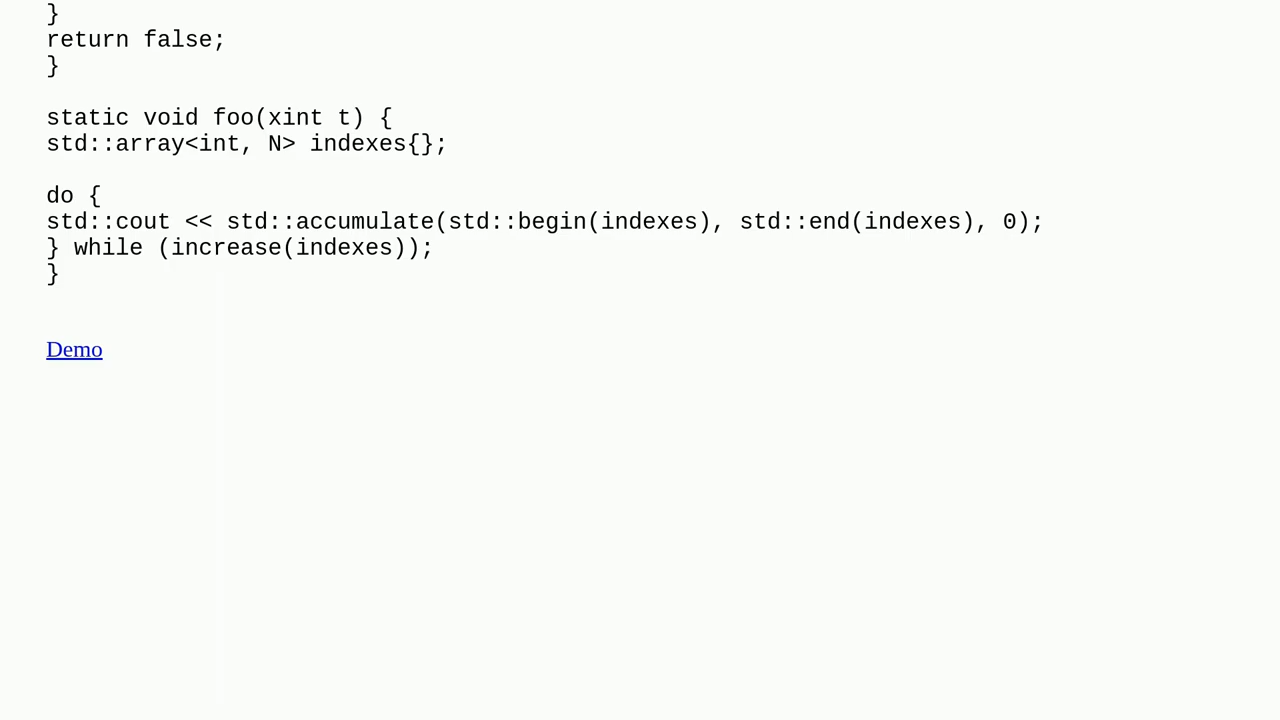 }
return false;
}
static void foo(xint t) {
std::array<int, N> indexes{};
do {
std::cout << std::accumulate(std::begin(indexes), std::end(indexes), 0);
} while (increase(indexes));
}
Demo